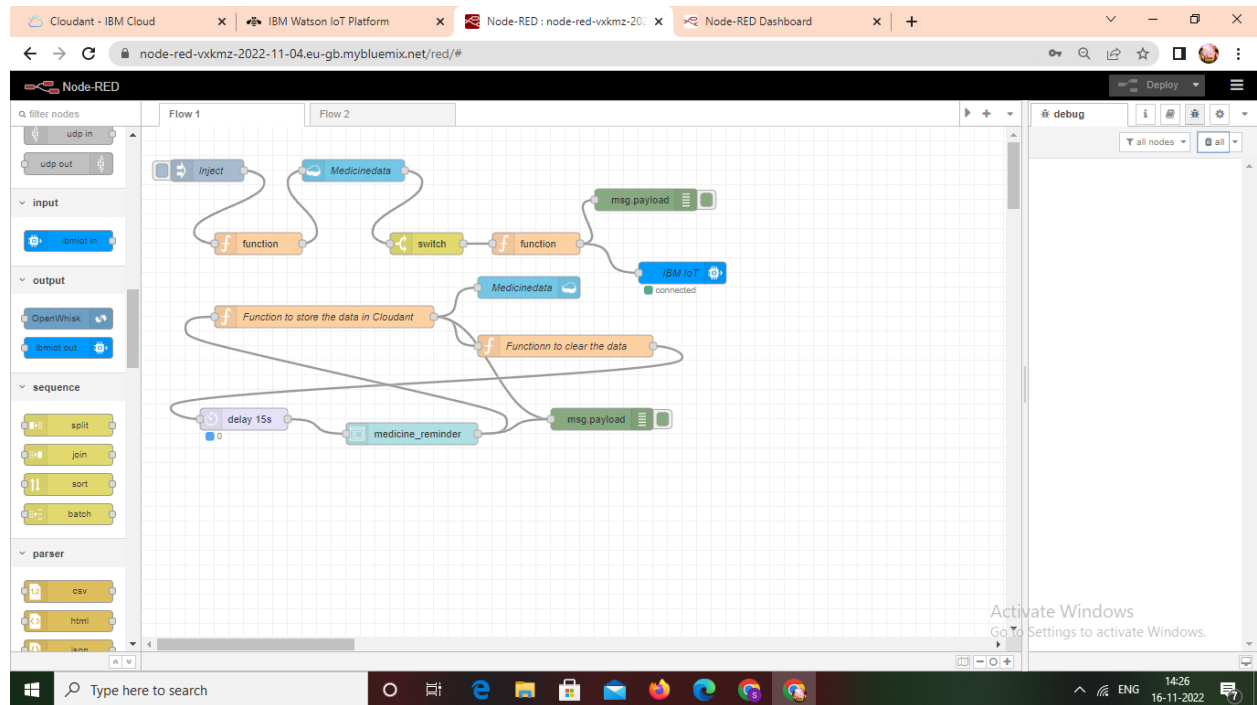 Cloudant - IBM Cloud
IBM Watson IoT Platform
Node-RED : node-red-vxkmz-202
Node-RED Dashboard
node-red-vxkmz-2022-11-04.eu-gb.mybluemix.net/red/#
Node-RED
Deploy
filter nodes
Flow 1
Flow 2
debug
all nodes
all
udp in
udp out
input
ibmiot in
output
OpenWhisk
ibmiot out
sequence
split
join
sort
batch
parser
csv
html
json
Inject
Medicinedata
msg.payload
function
switch
function
IBM IoT
connected
Medicinedata
Function to store the data in Cloudant
Functionn to clear the data
delay 15s
0
medicine_reminder
msg.payload
Activate Windows
Go to Settings to activate Windows.
Type here to search
ENG
14:26
16-11-2022
7